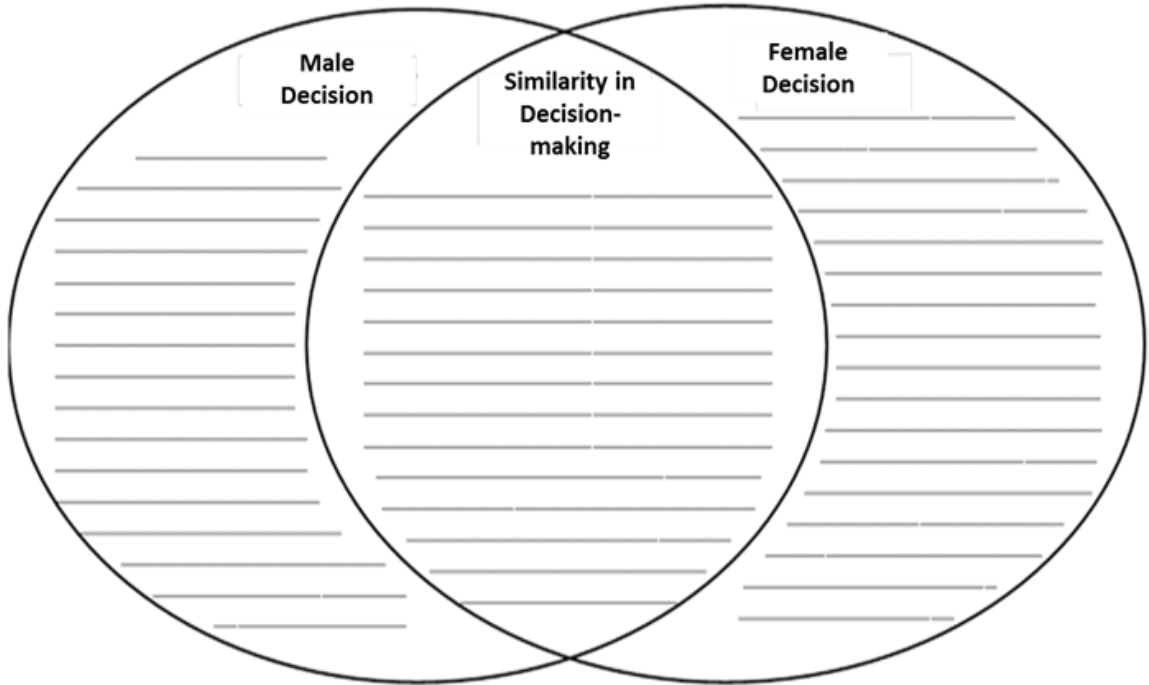 Male
Decision
Similarity in
Decision-
making
Female
Decision